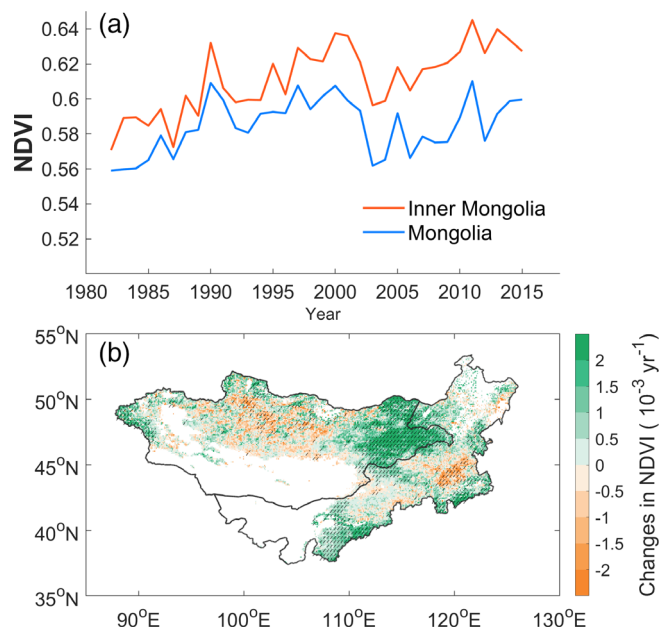 (a)
NDVI
0.64
0.62
0.6
0.58
0.56
0.54
0.52
Inner Mongolia
Mongolia
1980 1985 1990 1995 2000 2005 2010 2015
Year
(b)
55°N
50°N
45°N
40°N
35°N
90°E 100°E 110°E 120°E 130°E
2
1.5
1
0.5
0
-0.5
-1
-1.5
-2
Changes in NDVI ( 10⁻³ yr⁻¹)